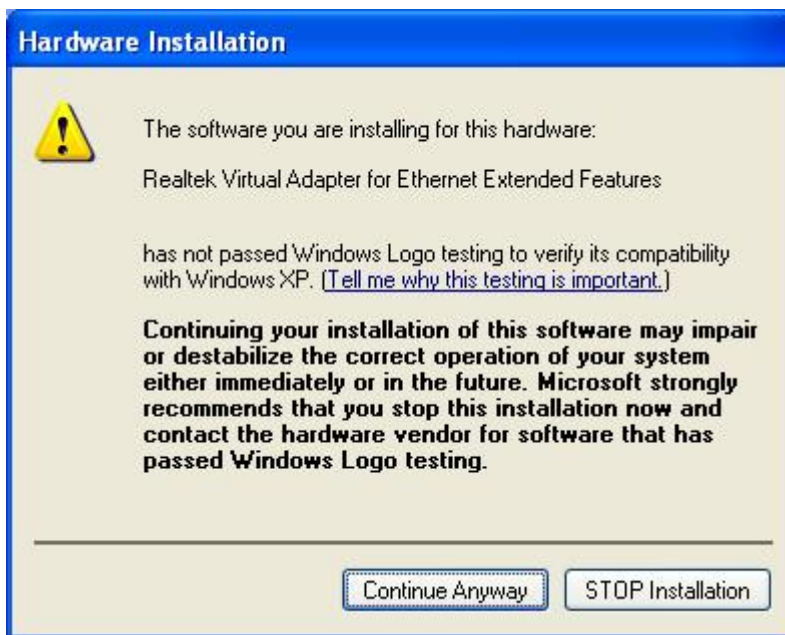 Hardware Installation
The software you are installing for this hardware:
Realtek Virtual Adapter for Ethernet Extended Features
has not passed Windows Logo testing to verify its compatibility
with Windows XP. (Tell me why this testing is important.)
Continuing your installation of this software may impair
or destabilize the correct operation of your system
either immediately or in the future. Microsoft strongly
recommends that you stop this installation now and
contact the hardware vendor for software that has
passed Windows Logo testing.
Continue Anyway
STOP Installation